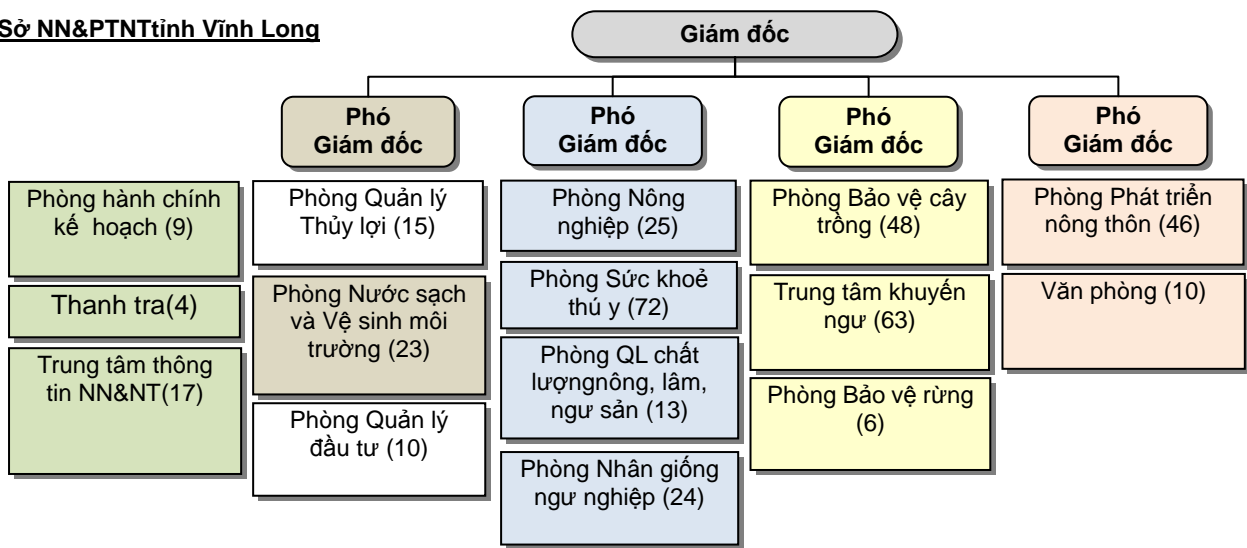 Sở NN&PTNTtỉnh Vĩnh Long
Giám đốc
Phó
Giám đốc
Phó
Giám đốc
Phó
Giám đốc
Phó
Giám đốc
Phòng hành chính
kế hoạch (9)
Thanh tra(4)
Trung tâm thông
tin NN&NT(17)
Phòng Quản lý
Thủy lợi (15)
Phòng Nước sạch
và Vệ sinh môi
trường (23)
Phòng Quản lý
đầu tư (10)
Phòng Nông
nghiệp (25)
Phòng Sức khoẻ
thú y (72)
Phòng QL chất
lượngnông, lâm,
ngư sản (13)
Phòng Nhân giống
ngư nghiệp (24)
Phòng Bảo vệ cây
trồng (48)
Trung tâm khuyến
ngư (63)
Phòng Bảo vệ rừng
(6)
Phòng Phát triển
nông thôn (46)
Văn phòng (10)